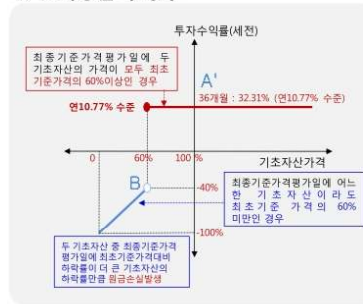 투자수익률(세전)
최종기준가격평가일에 두
기초자산의 가격이 모두 최초
기준가격의 60%이상인 경우
A'
36개월 : 32.31% (연10.77% 수준)
연10.77% 수준
0
60%
100 %
기초자산가격
B
-40%
-100%
최종기준가격평가일에 어느
한 기초자산이라도
최초기준 가격의 60%
미만인 경우
두 기초자산 중 최종기준가격
평가일에 최초기준가격대비
하락률이 더 큰 기초자산의
하락률만큼 원금손실발생